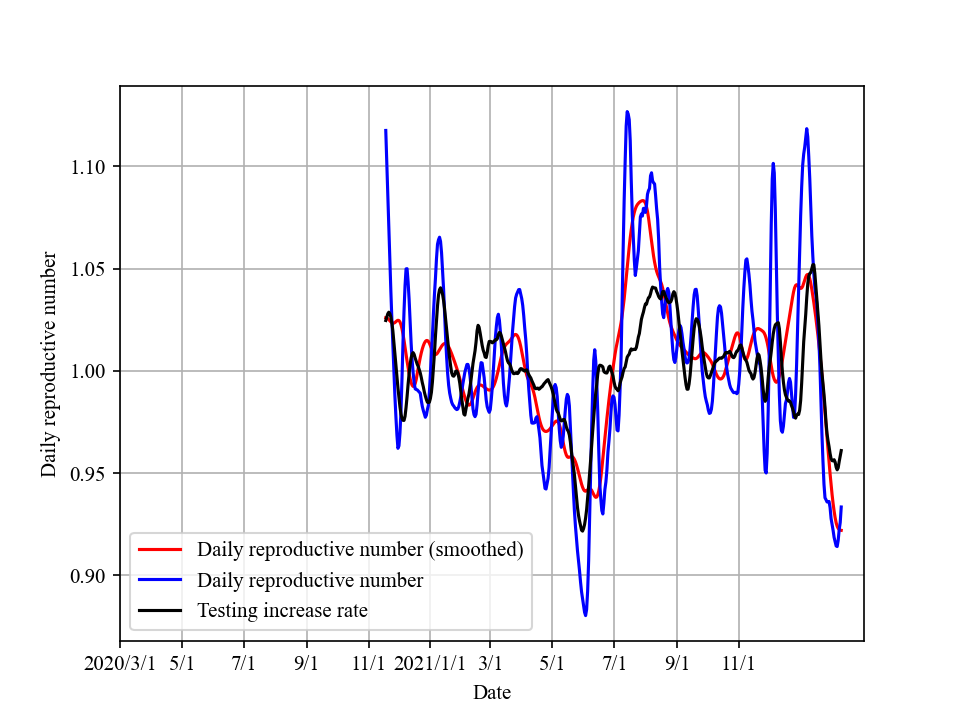 Daily reproductive number
1.10
1.05
1.00
0.95
0.90
Daily reproductive number (smoothed)
Daily reproductive number
Testing increase rate
2020/3/1 5/1 7/1 9/1 11/1 2021/1/1 3/1 5/1 7/1 9/1 11/1
Date